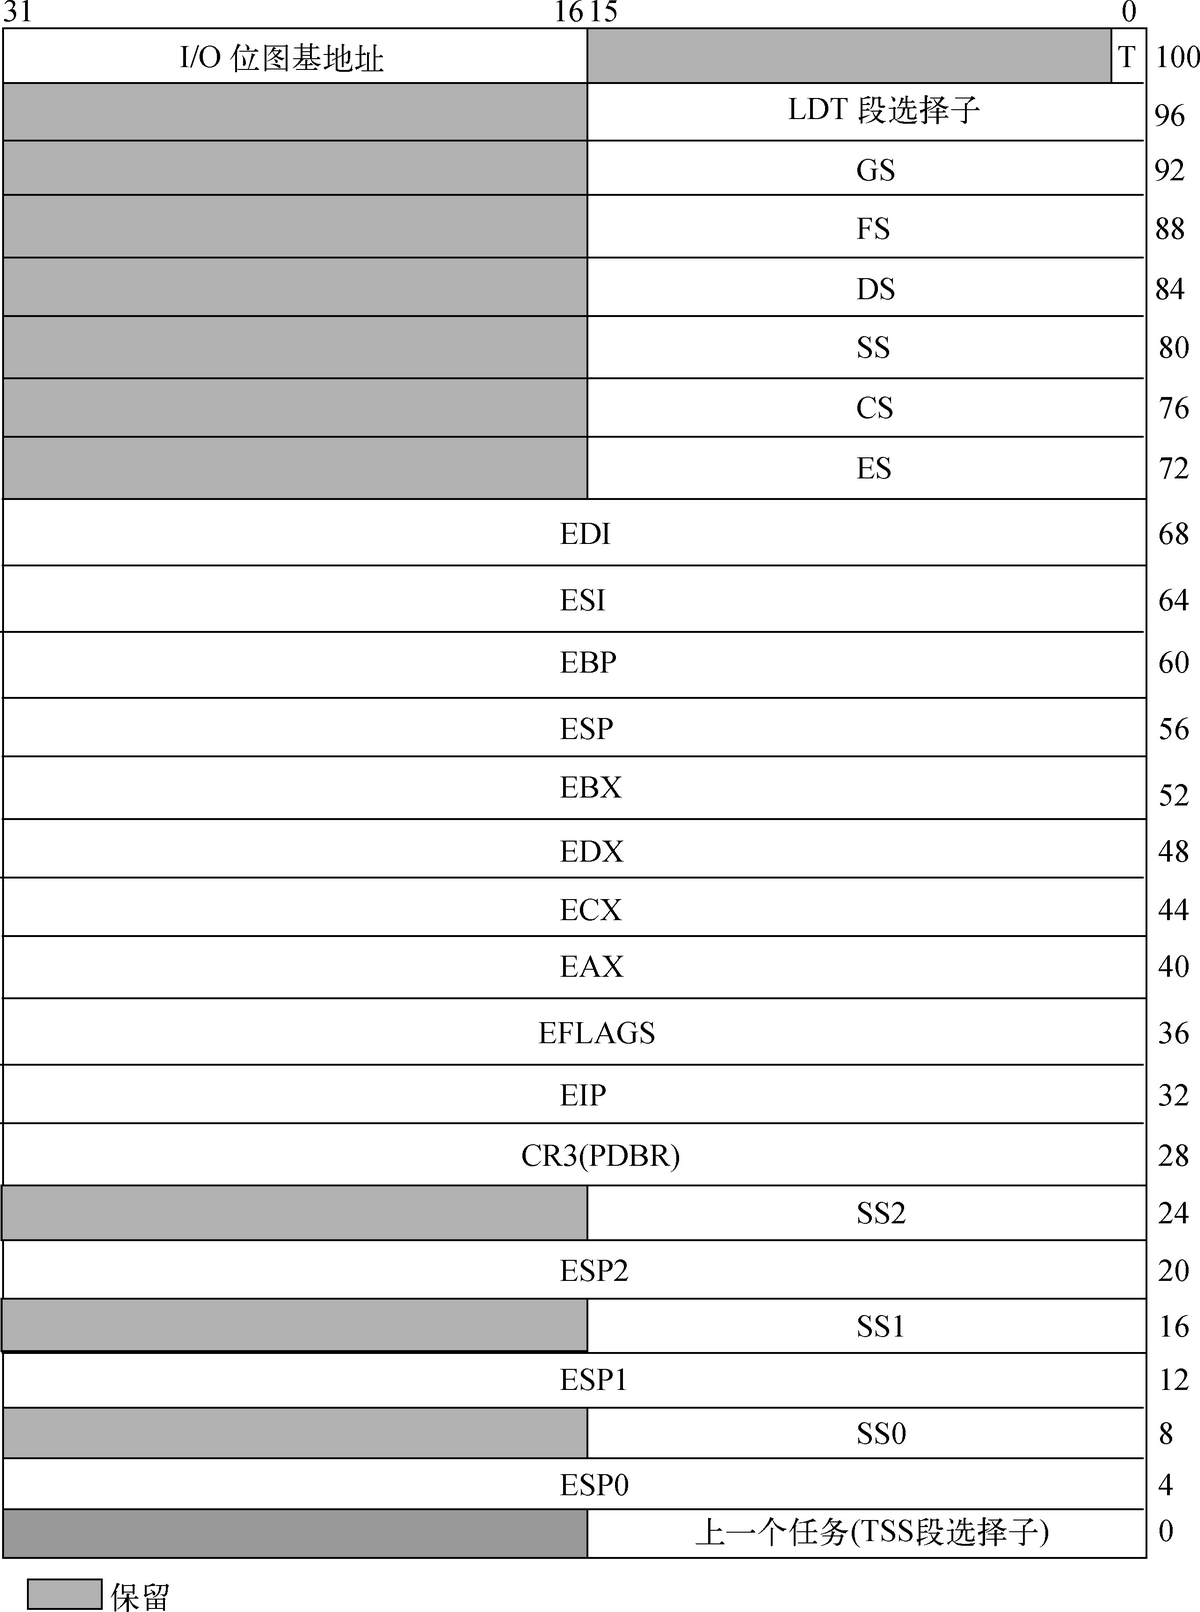 31 16 15 0
I/O 位图基地址 T 100
LDT 段选择子 96
GS 92
FS 88
DS 84
SS 80
CS 76
ES 72
EDI 68
ESI 64
EBP 60
ESP 56
EBX 52
EDX 48
ECX 44
EAX 40
EFLAGS 36
EIP 32
CR3(PDBR) 28
SS2 24
ESP2 20
SS1 16
ESP1 12
SS0 8
ESP0 4
上一个任务(TSS段选择子) 0
保留